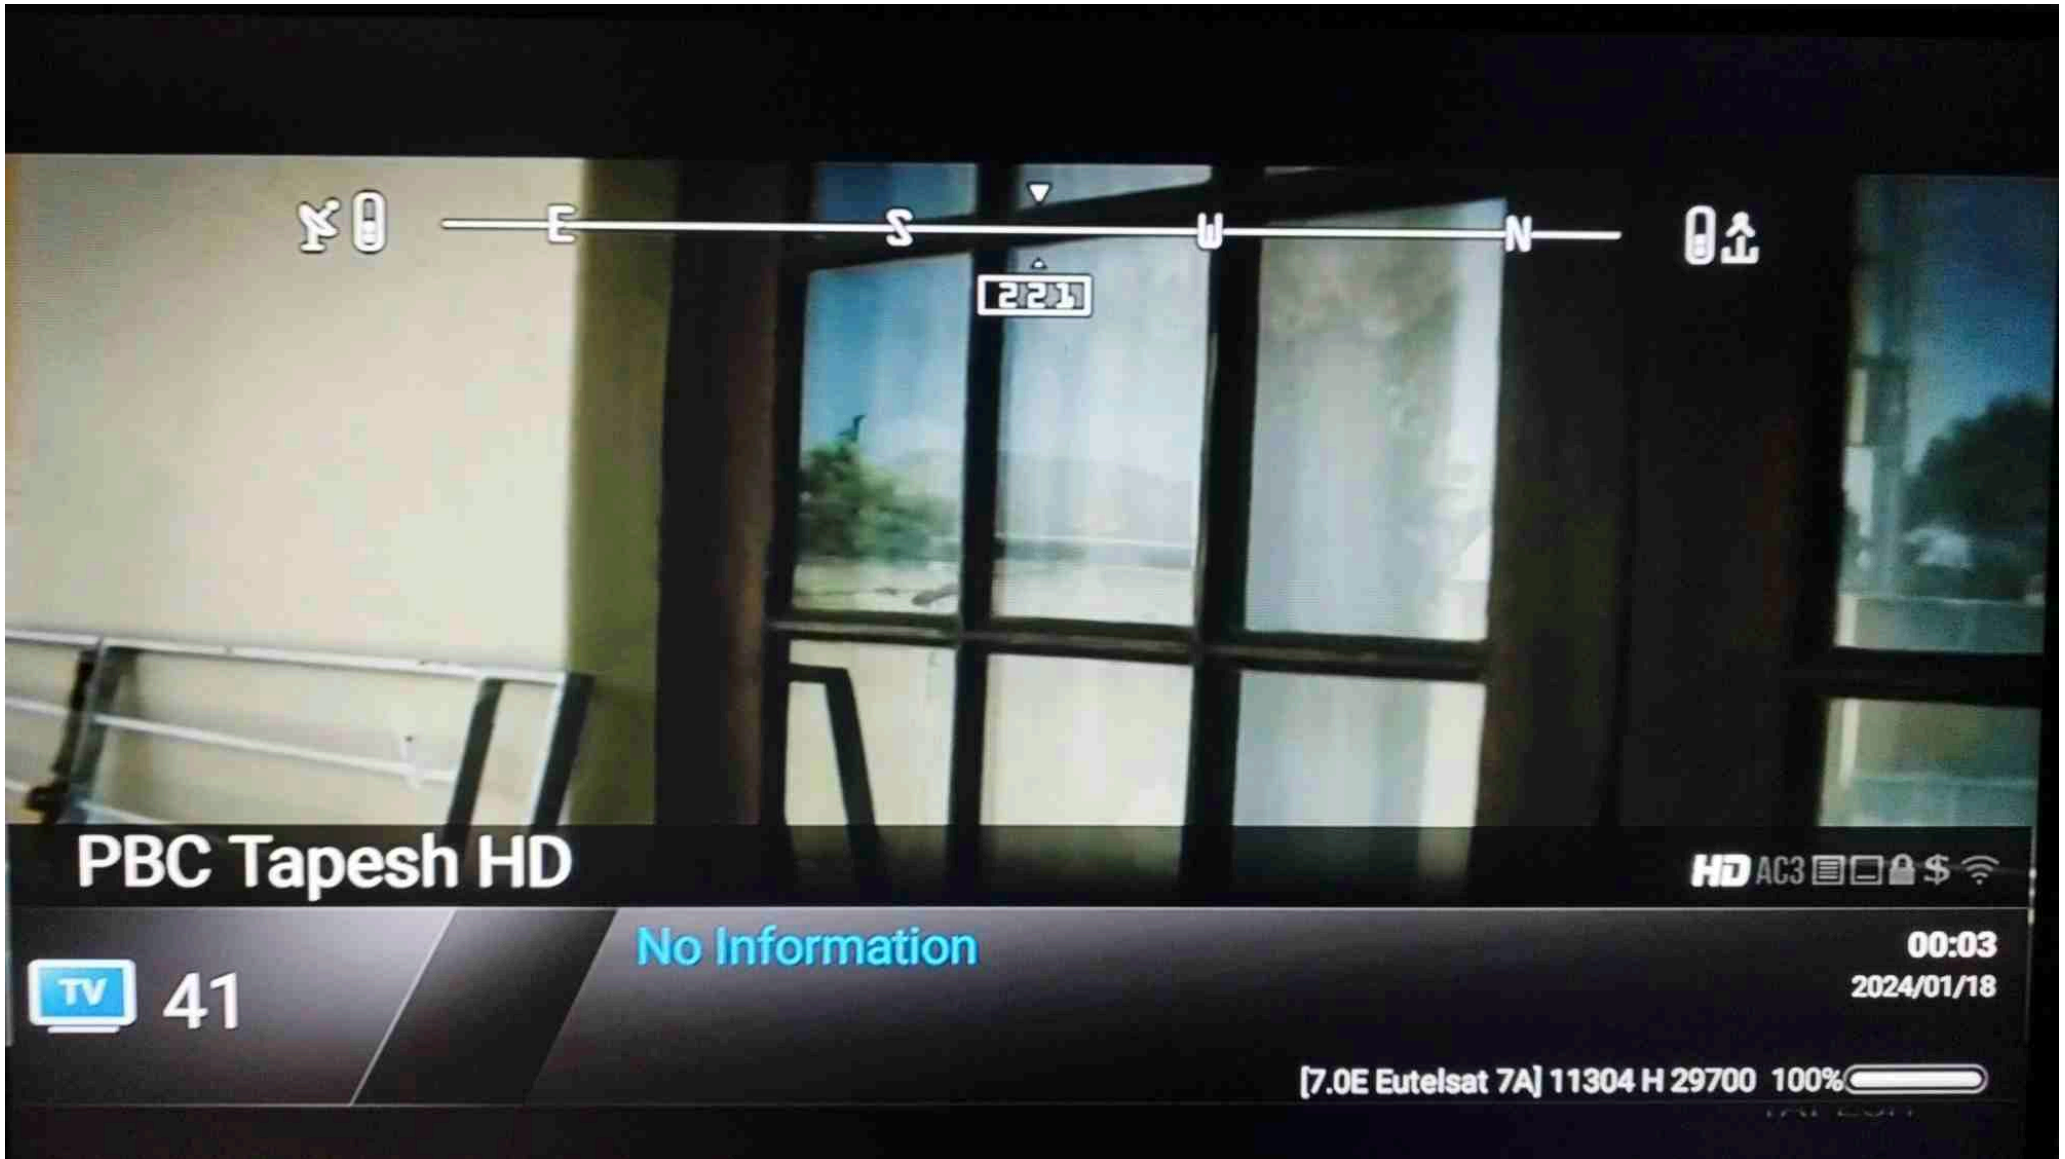 E S W N
221
PBC Tapesh HD
HD AC3 $
TV 41
No Information
00:03
2024/01/18
[7.0E Eutelsat 7A] 11304 H 29700 100%